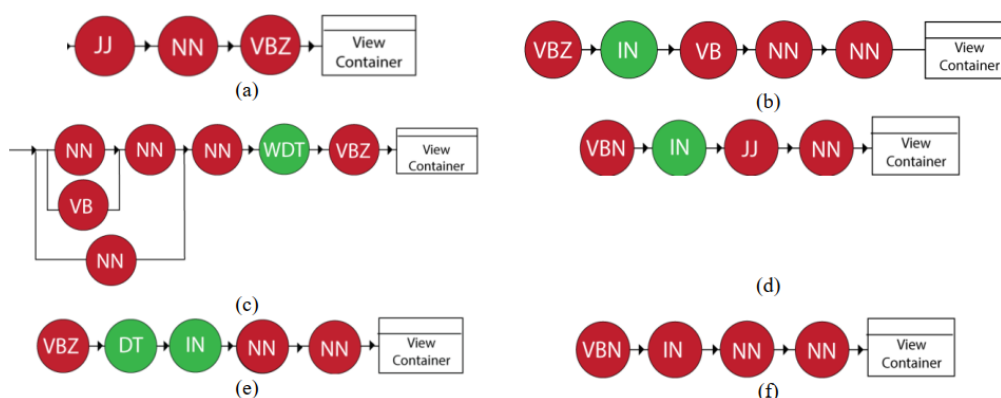 JJ NN VBZ View
Container
(a)
VBZ IN VB NN NN View
Container
(b)
NN NN NN WDT VBZ View
Container
VB
NN
(c)
VBN IN JJ NN View
Container
(d)
VBZ DT IN NN NN View
Container
(e)
VBN IN NN NN View
Container
(f)